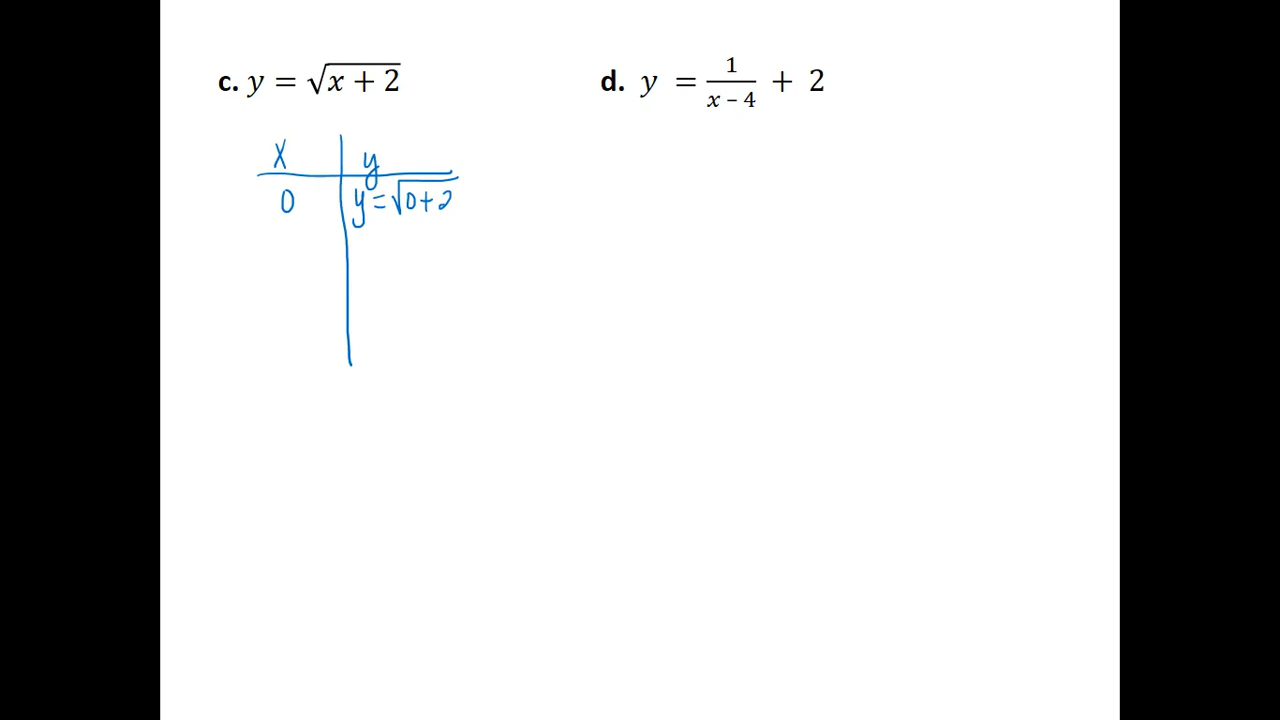 c. y = √(x + 2)
d. y = 1/(x – 4) + 2
x y
0 y = √(0+2)